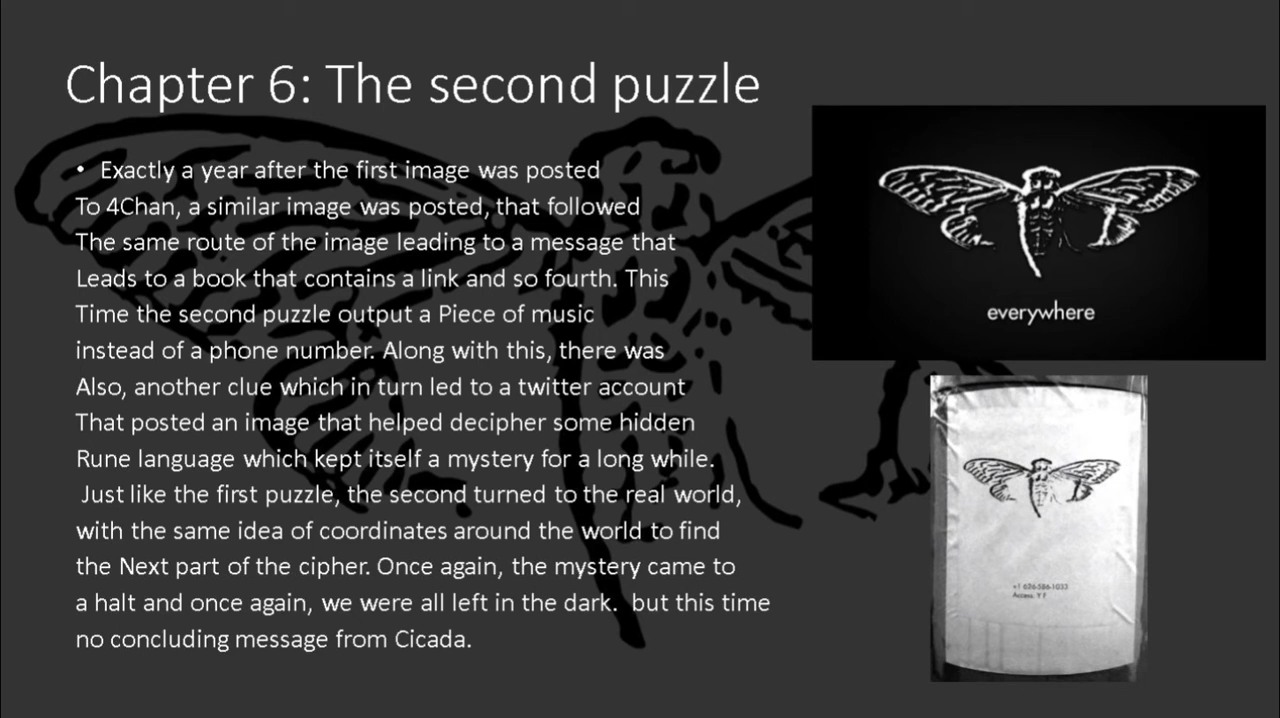 Chapter 6: The second puzzle
• Exactly a year after the first image was posted
To 4Chan, a similar image was posted, that followed
The same route of the image leading to a message that
Leads to a book that contains a link and so fourth. This
Time the second puzzle output a Piece of music
instead of a phone number. Along with this, there was
Also, another clue which in turn led to a twitter account
That posted an image that helped decipher some hidden
Rune language which kept itself a mystery for a long while.
Just like the first puzzle, the second turned to the real world,
with the same idea of coordinates around the world to find
the Next part of the cipher. Once again, the mystery came to
a halt and once again, we were all left in the dark. but this time
no concluding message from Cicada.
everywhere
Access